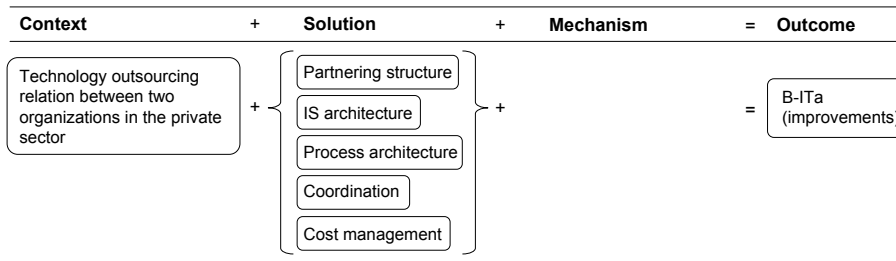 Context + Solution + Mechanism = Outcome
Technology outsourcing
relation between two
organizations in the private
sector
+
Partnering structure
IS architecture
Process architecture
Coordination
Cost management
+
=
B-ITa
(improvements)